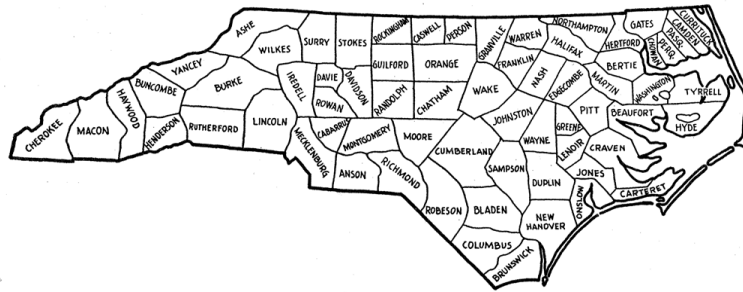 ASHE
WILKES
SURRY
STOKES
ROCKINGHAM
CASWELL
PERSON
GRANVILLE
WARREN
NORTHAMPTON
GATES
CURRITUCK
CAMDEN
PASQ.
PERQ.
CHOWAN
HERTFORD
HALIFAX
FRANKLIN
BERTIE
YANCEY
BURKE
IREDELL
DAVIE
DAVIDSON
GUILFORD
ORANGE
NASH
EDGECOMBE
MARTIN
WASHINGTON
TYRRELL
BUNCOMBE
HAYWOOD
ROWAN
RANDOLPH
CHATHAM
WAKE
JOHNSTON
PITT
BEAUFORT
HYDE
CHEROKEE
MACON
HENDERSON
RUTHERFORD
LINCOLN
MECKLENBURG
CABARRUS
MONTGOMERY
MOORE
CUMBERLAND
WAYNE
GREENE
LENOIR
CRAVEN
ANSON
RICHMOND
SAMPSON
DUPLIN
JONES
CARTERET
ONSLOW
ROBESON
BLADEN
NEW
HANOVER
COLUMBUS
BRUNSWICK